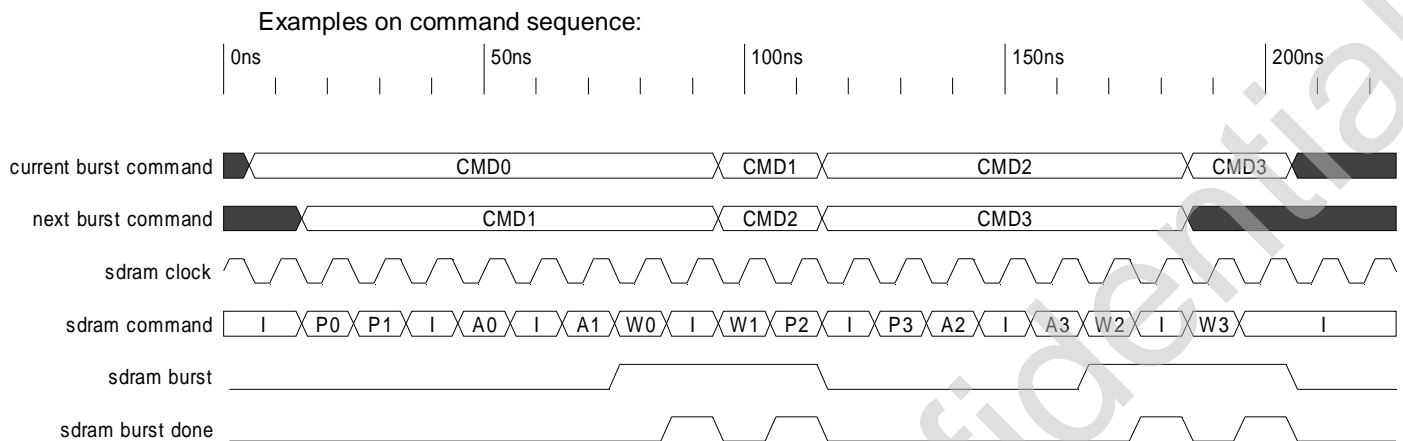 Examples on command sequence:
0ns 50ns 100ns 150ns 200ns
current burst command CMD0 CMD1 CMD2 CMD3
next burst command CMD1 CMD2 CMD3
sdram clock
sdram command I P0 P1 I A0 I A1 W0 I W1 P2 I P3 A2 I A3 W2 I W3 I
sdram burst
sdram burst done
fidential